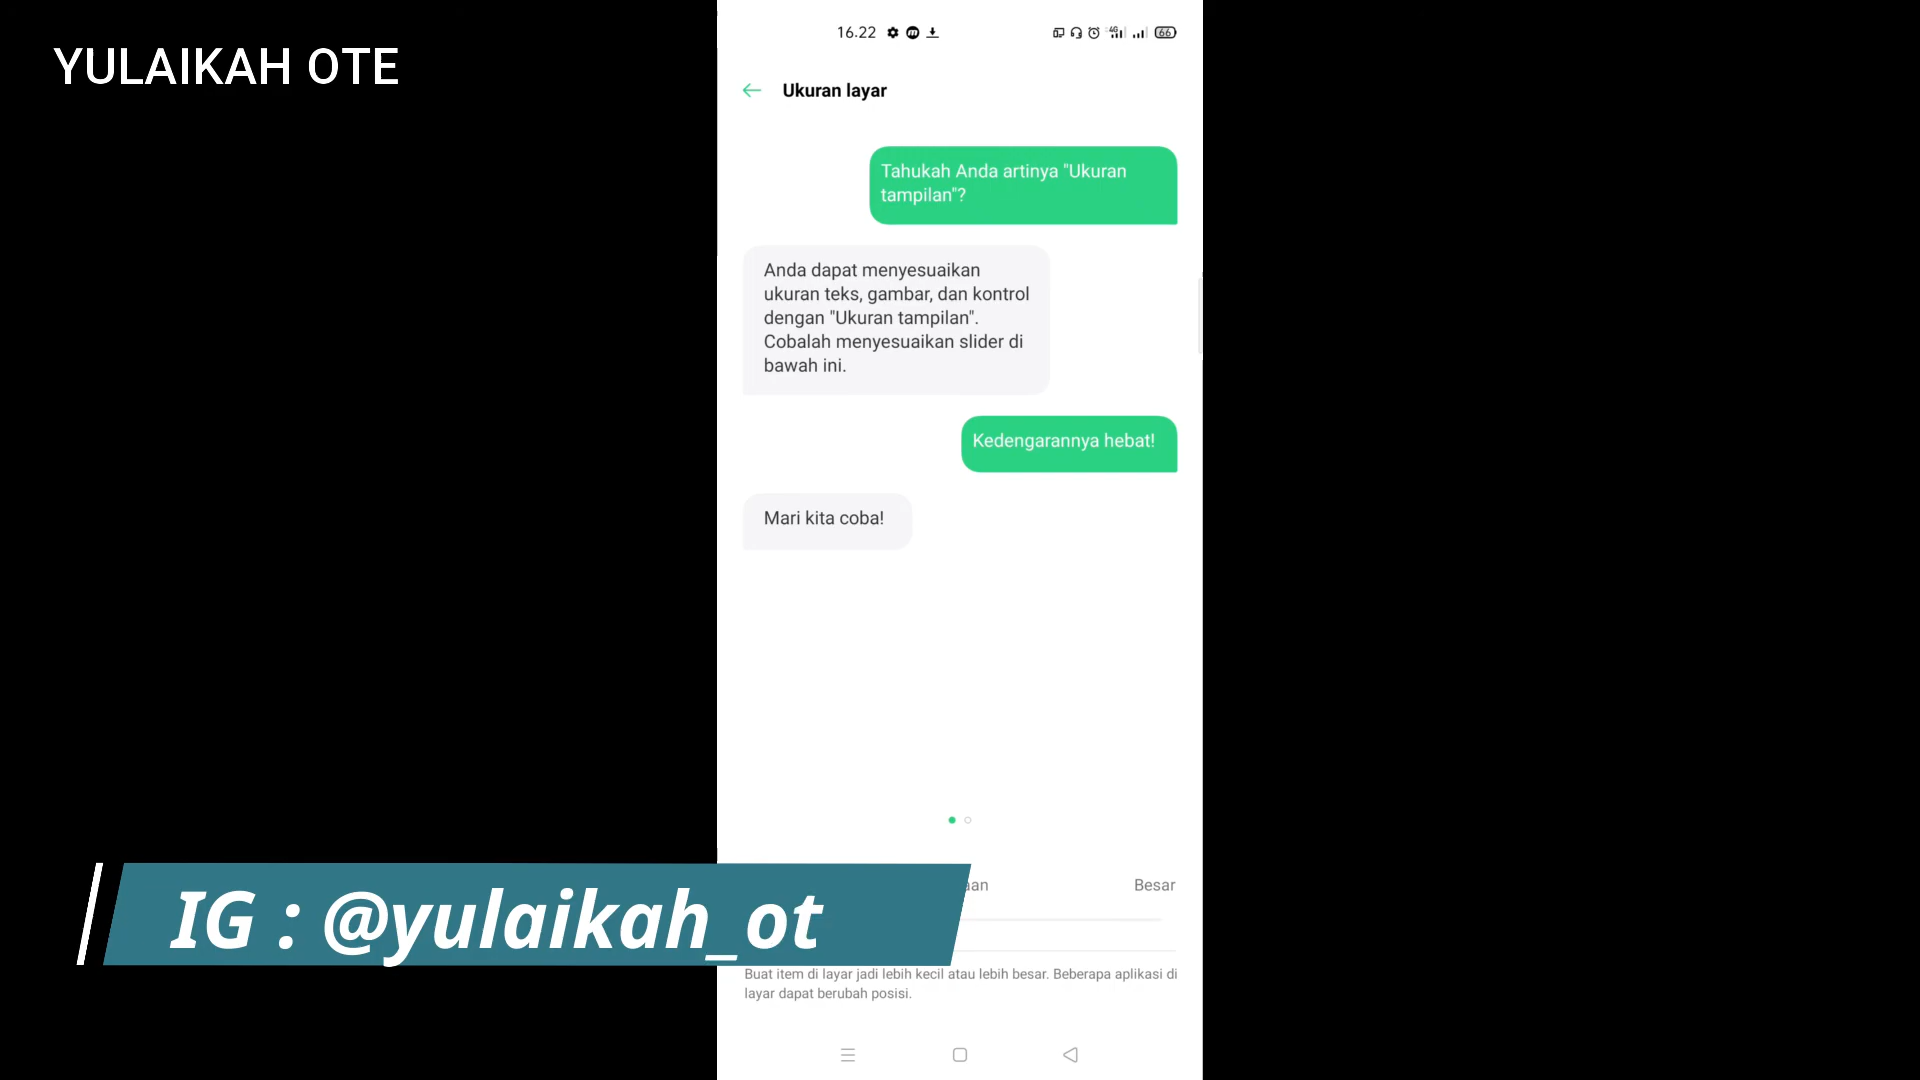 YULAIKAH OTE
16.22
4G
66
Ukuran layar
Tahukah Anda artinya "Ukuran
tampilan"?
Anda dapat menyesuaikan
ukuran teks, gambar, dan kontrol
dengan "Ukuran tampilan".
Cobalah menyesuaikan slider di
bawah ini.
Kedengarannya hebat!
Mari kita coba!
Besar
IG : @yulaikah_ot
Buat item di layar jadi lebih kecil atau lebih besar. Beberapa aplikasi di
layar dapat berubah posisi.